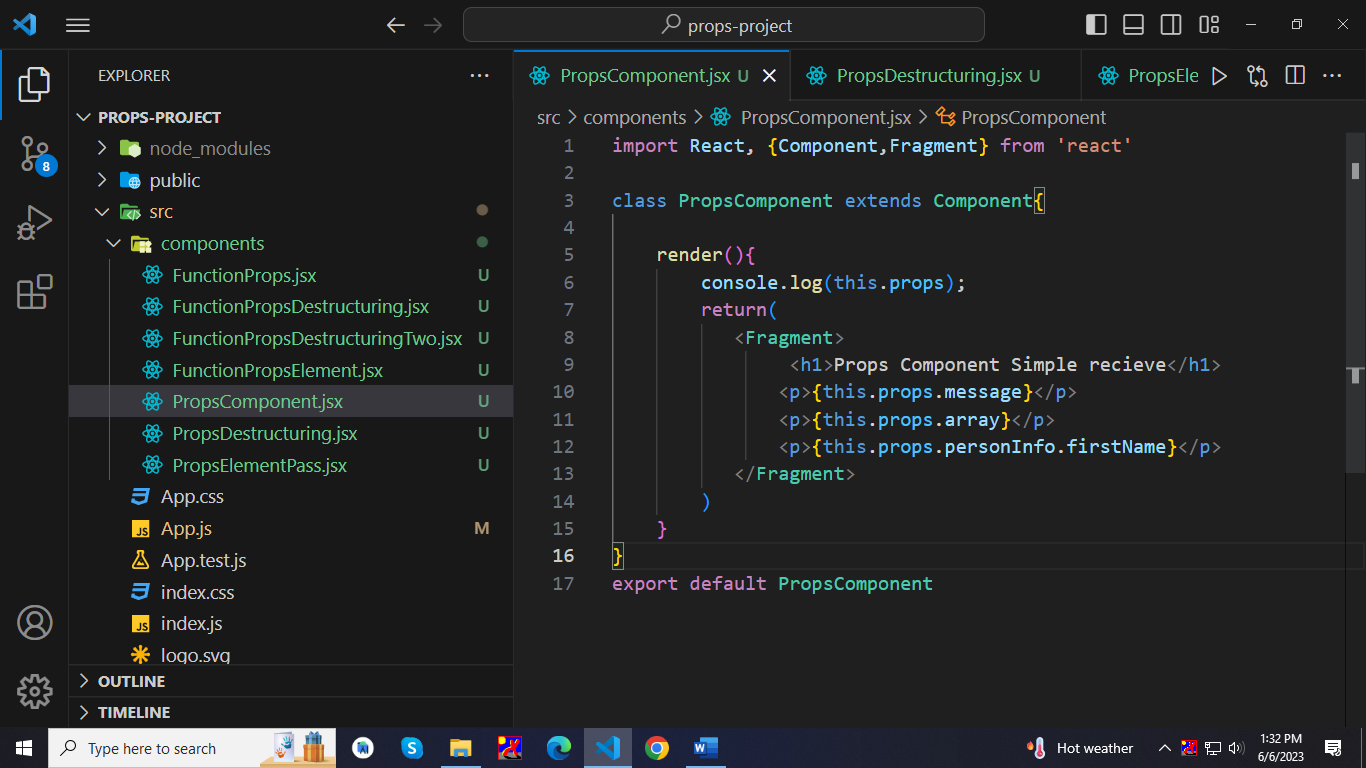 props-project
EXPLORER
PROPS-PROJECT
node_modules
public
src
components
FunctionProps.jsx U
FunctionPropsDestructuring.jsx U
FunctionPropsDestructuringTwo.jsx U
FunctionPropsElement.jsx U
PropsComponent.jsx U
PropsDestructuring.jsx U
PropsElementPass.jsx U
App.css
JS App.js M
App.test.js
index.css
JS index.js
logo.svg
OUTLINE
TIMELINE
8
PropsComponent.jsx U
PropsDestructuring.jsx U
PropsEle
src > components > PropsComponent.jsx > PropsComponent
1 import React, {Component,Fragment} from 'react'
2
3 class PropsComponent extends Component{
4
5 render(){
6 console.log(this.props);
7 return(
8 <Fragment>
9 <h1>Props Component Simple recieve</h1>
10 <p>{this.props.message}</p>
11 <p>{this.props.array}</p>
12 <p>{this.props.personInfo.firstName}</p>
13 </Fragment>
14 )
15 }
16 }
17 export default PropsComponent
Type here to search
Hot weather
1:32 PM
6/6/2023